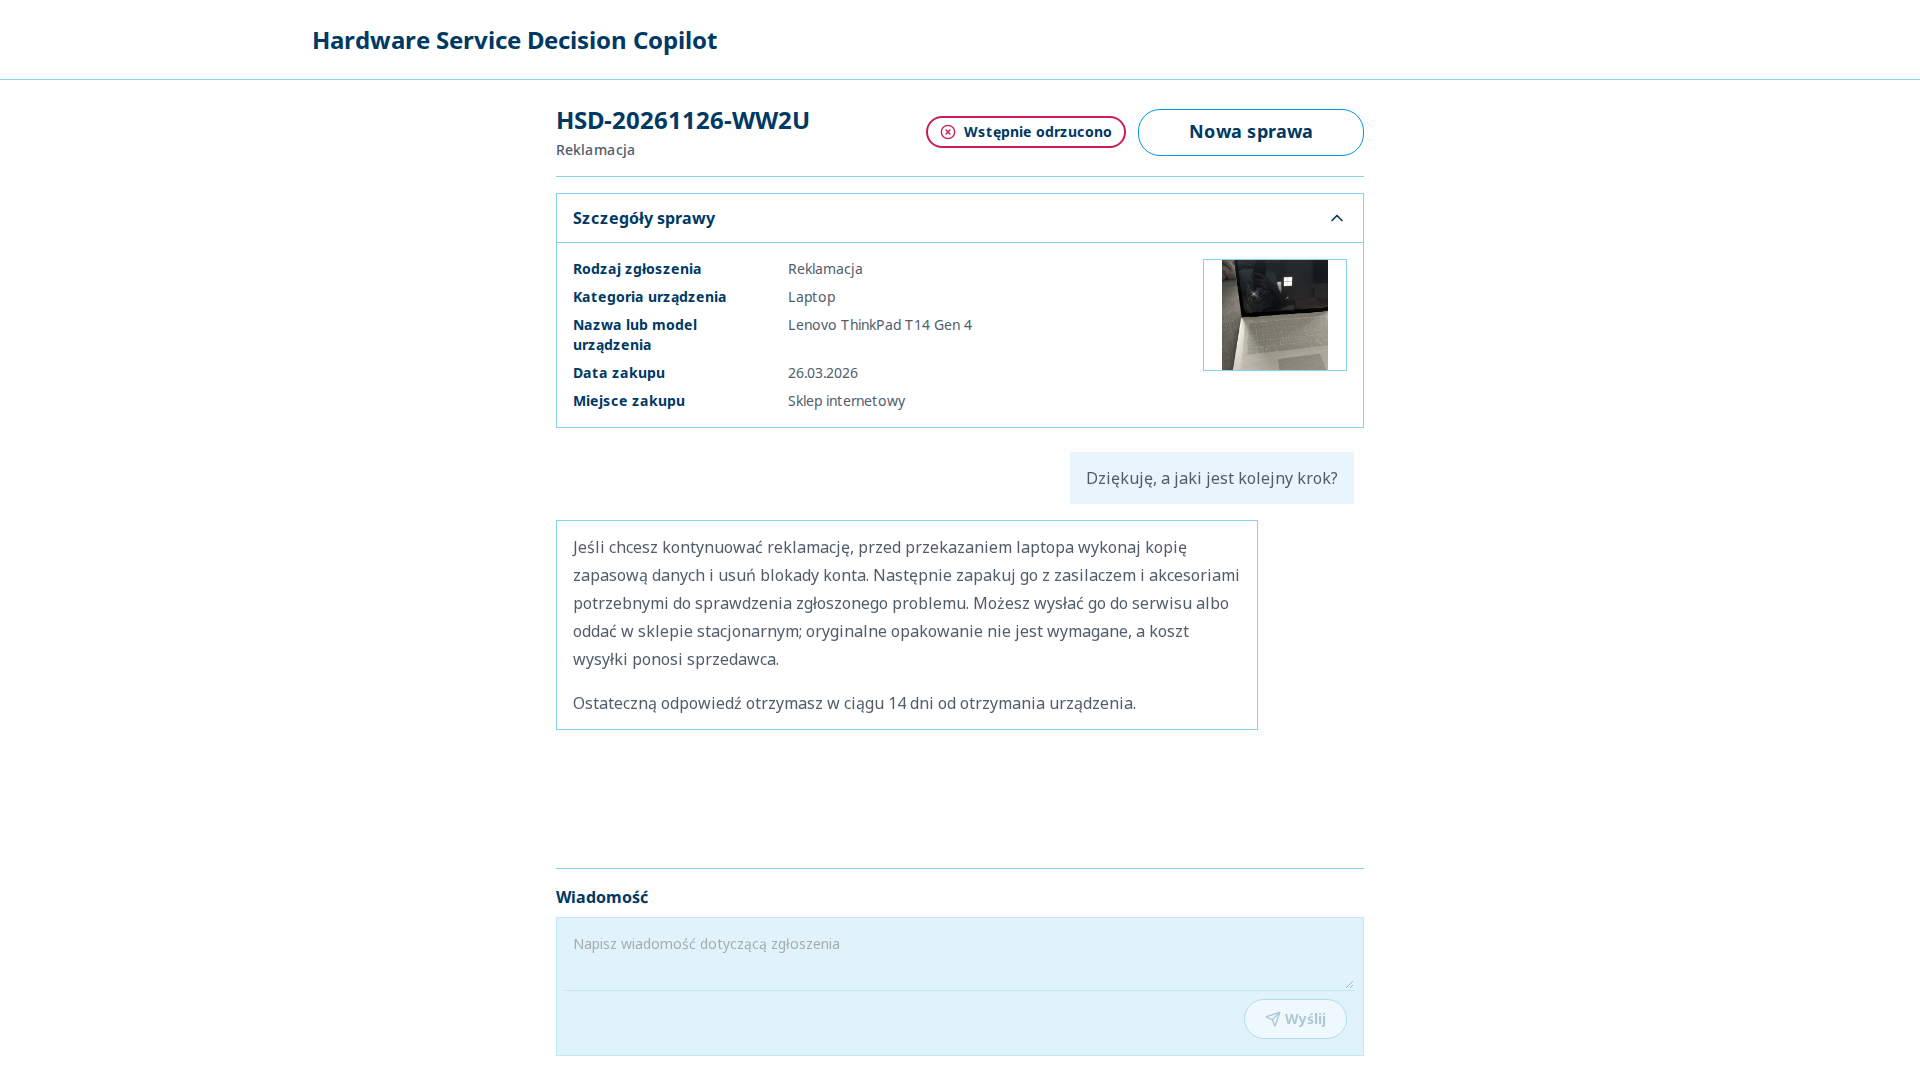 Hardware Service Decision Copilot
HSD-20261126-WW2U
Reklamacja
Wstępnie odrzucono
Nowa sprawa
Szczegóły sprawy
Rodzaj zgłoszenia
Reklamacja
Kategoria urządzenia
Laptop
Nazwa lub model
urządzenia
Lenovo ThinkPad T14 Gen 4
Data zakupu
26.03.2026
Miejsce zakupu
Sklep internetowy
Dziękuję, a jaki jest kolejny krok?
Jeśli chcesz kontynuować reklamację, przed przekazaniem laptopa wykonaj kopię
zapasową danych i usuń blokady konta. Następnie zapakuj go z zasilaczem i akcesoriami
potrzebnymi do sprawdzenia zgłoszonego problemu. Możesz wysłać go do serwisu albo
oddać w sklepie stacjonarnym; oryginalne opakowanie nie jest wymagane, a koszt
wysyłki ponosi sprzedawca.
Ostateczną odpowiedź otrzymasz w ciągu 14 dni od otrzymania urządzenia.
Wiadomość
Napisz wiadomość dotyczącą zgłoszenia
Wyślij